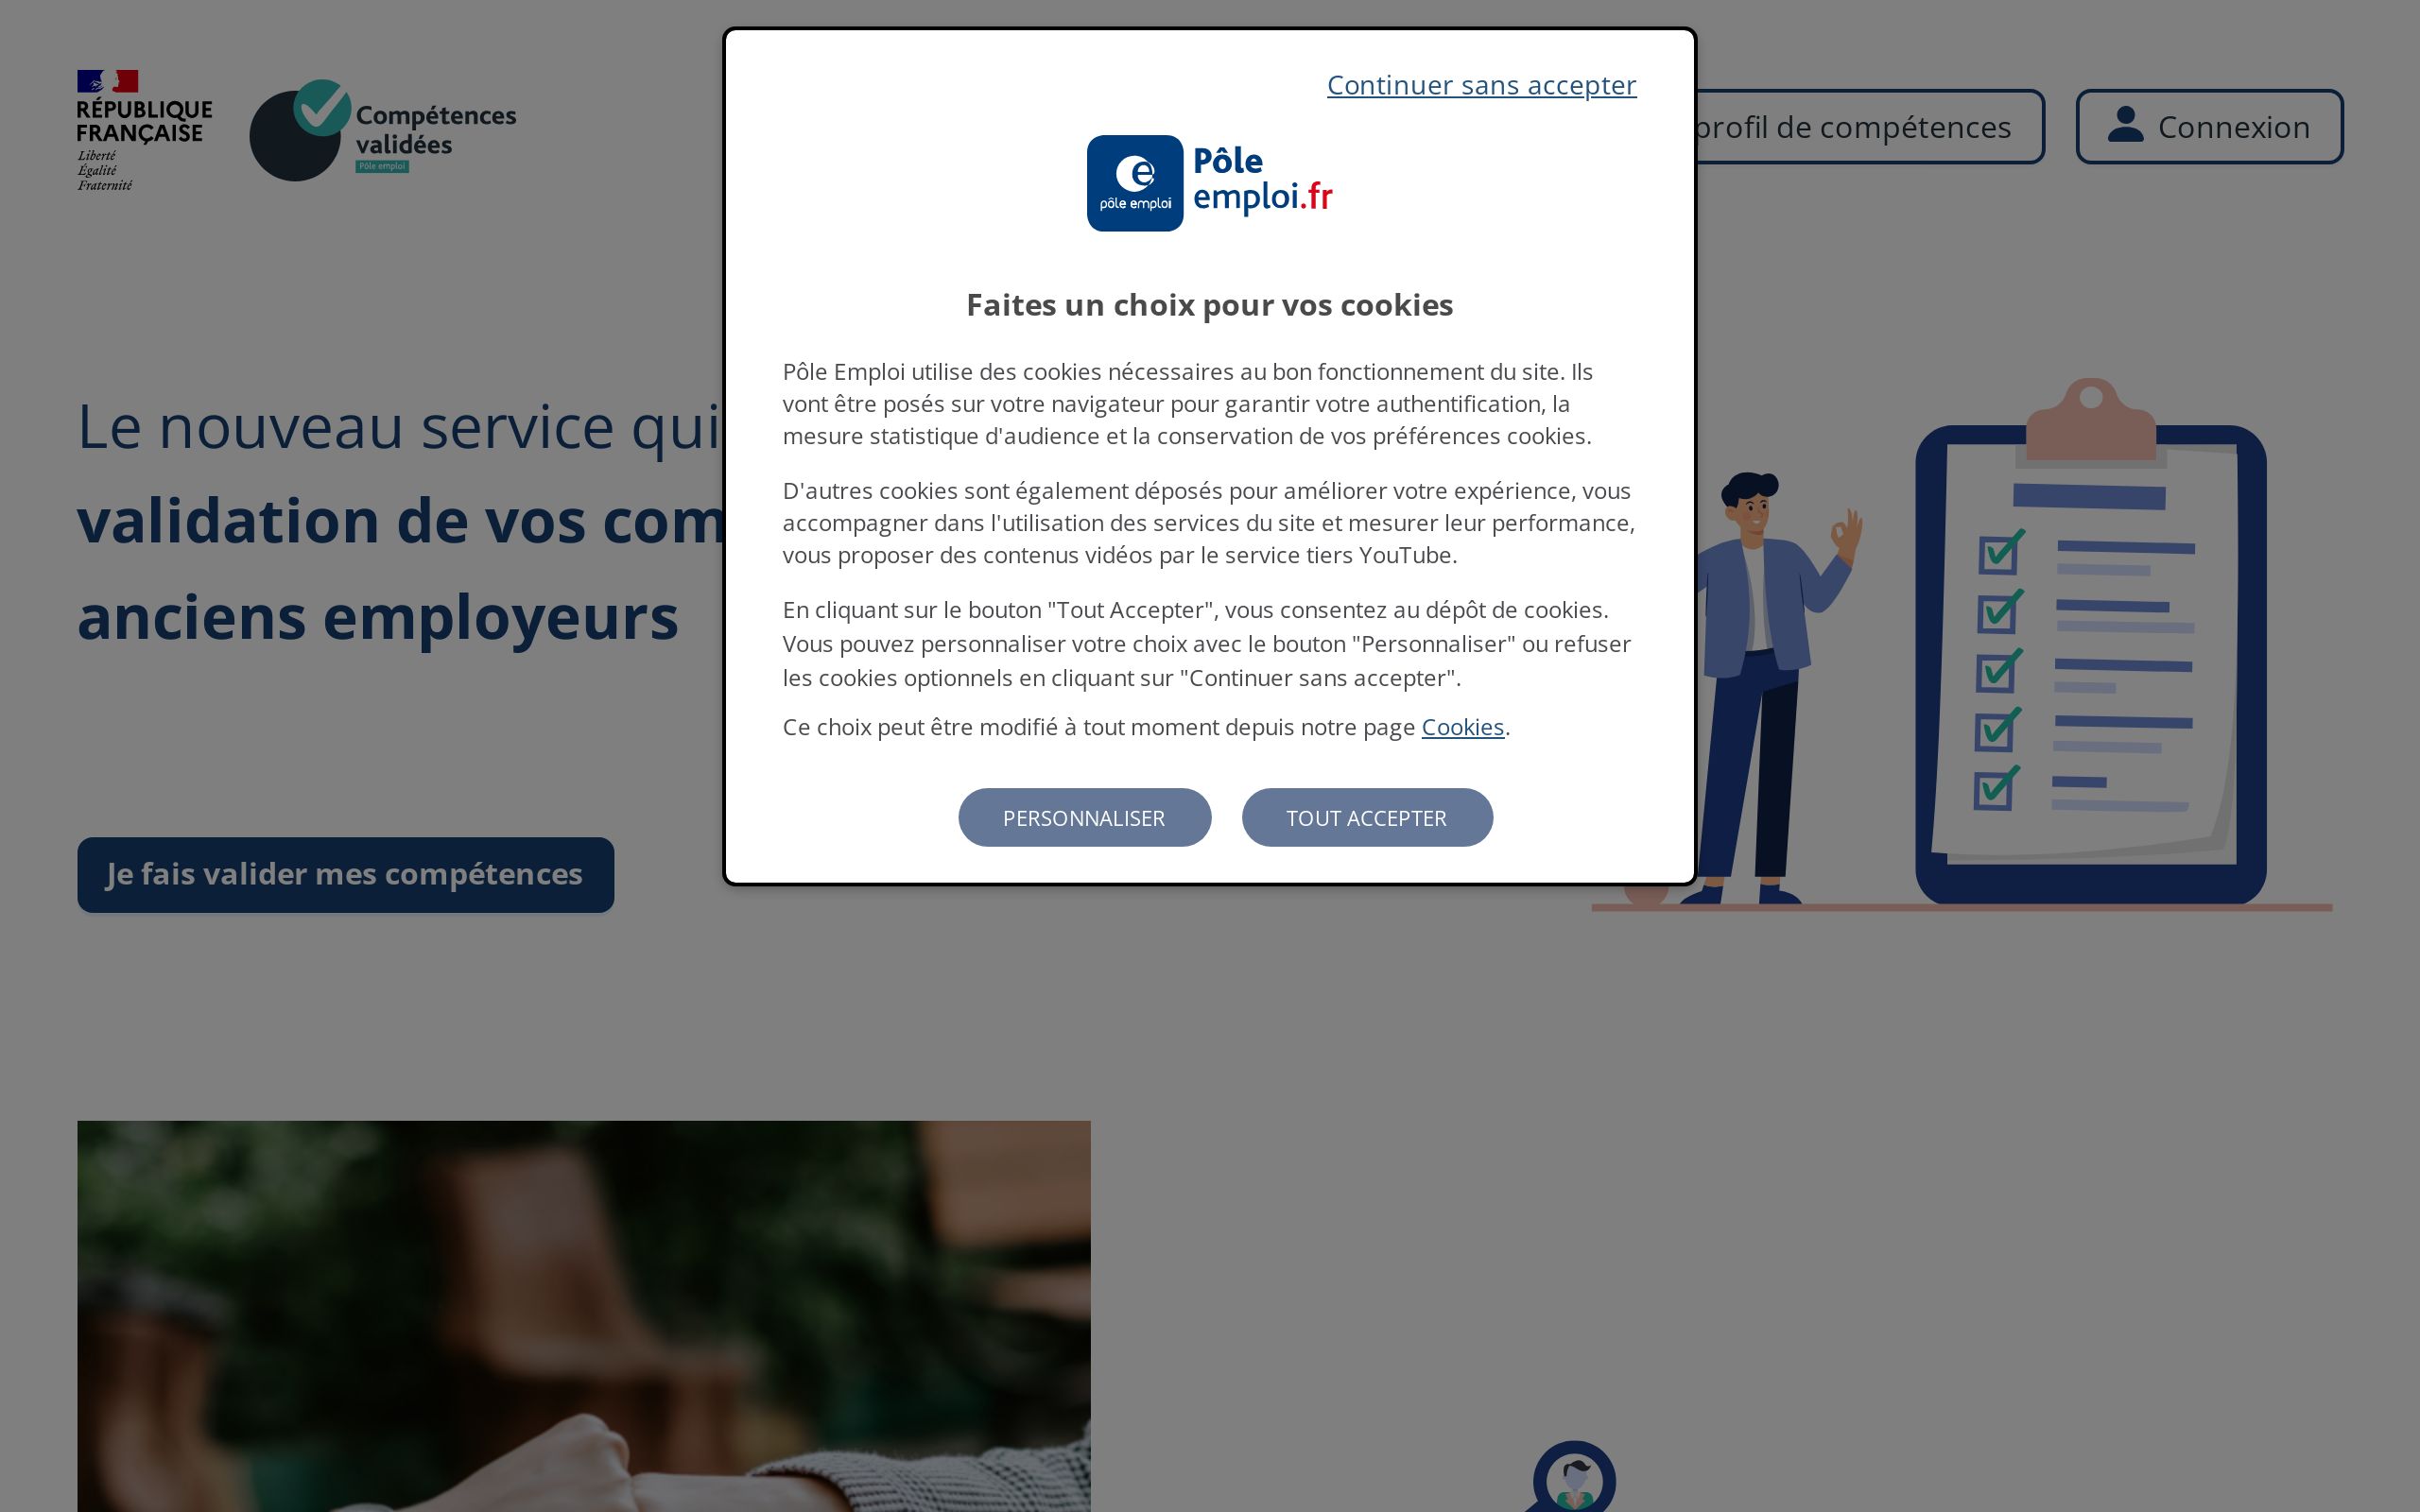 Continuer sans accepter
RÉPUBLIQUE
FRANÇAISE
Liberté
Égalité
Fraternité
Compétences
validées
Pôle emploi
profil de compétences
Connexion
pôle emploi
Pôle
emploi.fr
Faites un choix pour vos cookies
Pôle Emploi utilise des cookies nécessaires au bon fonctionnement du site. Ils
vont être posés sur votre navigateur pour garantir votre authentification, la
mesure statistique d'audience et la conservation de vos préférences cookies.
D'autres cookies sont également déposés pour améliorer votre expérience, vous
accompagner dans l'utilisation des services du site et mesurer leur performance,
vous proposer des contenus vidéos par le service tiers YouTube.
En cliquant sur le bouton "Tout Accepter", vous consentez au dépôt de cookies.
Vous pouvez personnaliser votre choix avec le bouton "Personnaliser" ou refuser
les cookies optionnels en cliquant sur "Continuer sans accepter".
Ce choix peut être modifié à tout moment depuis notre page Cookies.
PERSONNALISER
TOUT ACCEPTER
Le nouveau service qui
validation de vos com
anciens employeurs
Je fais valider mes compétences